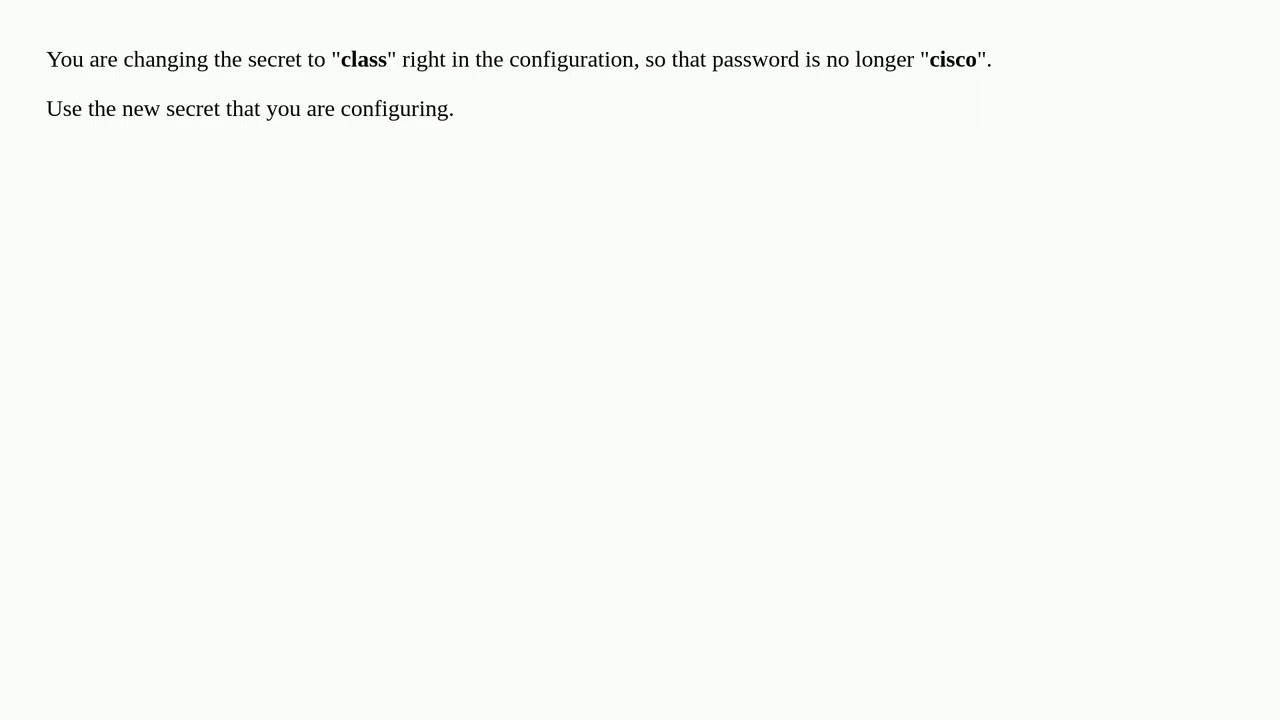 You are changing the secret to "class" right in the configuration, so that password is no longer "cisco".
Use the new secret that you are configuring.